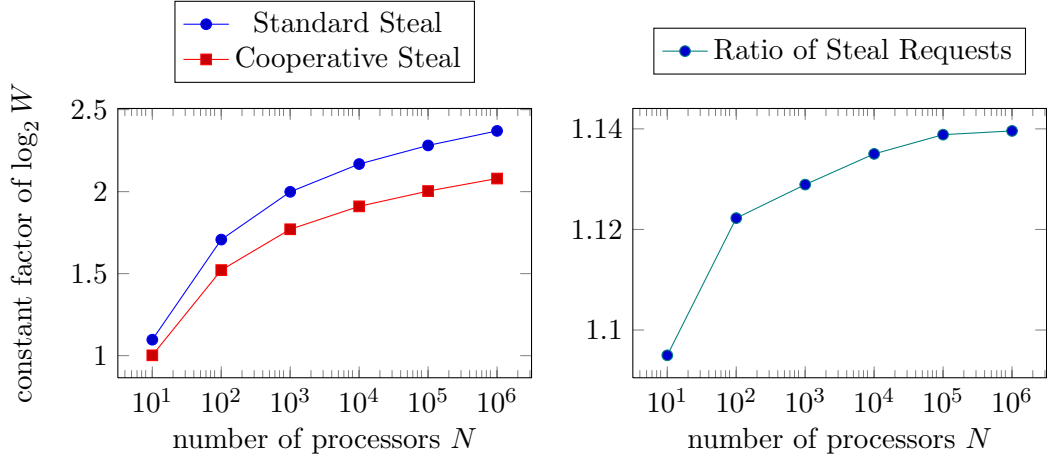 Standard Steal
Cooperative Steal
constant factor of log₂ W
2.5
2
1.5
1
10¹ 10² 10³ 10⁴ 10⁵ 10⁶
number of processors N
Ratio of Steal Requests
1.14
1.12
1.1
10¹ 10² 10³ 10⁴ 10⁵ 10⁶
number of processors N